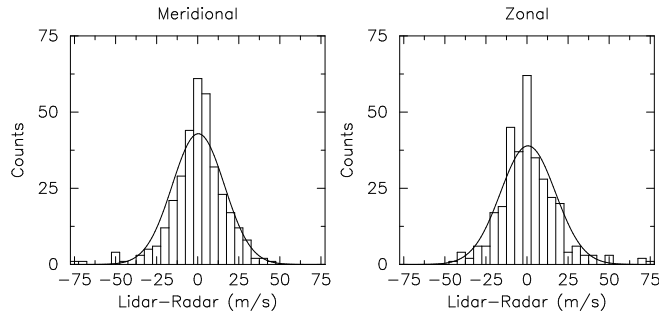 Meridional Zonal
75 75
50 50
Counts Counts
25 25
0 0
−75 −50 −25 0 25 50 75 −75 −50 −25 0 25 50 75
Lidar−Radar (m/s) Lidar−Radar (m/s)